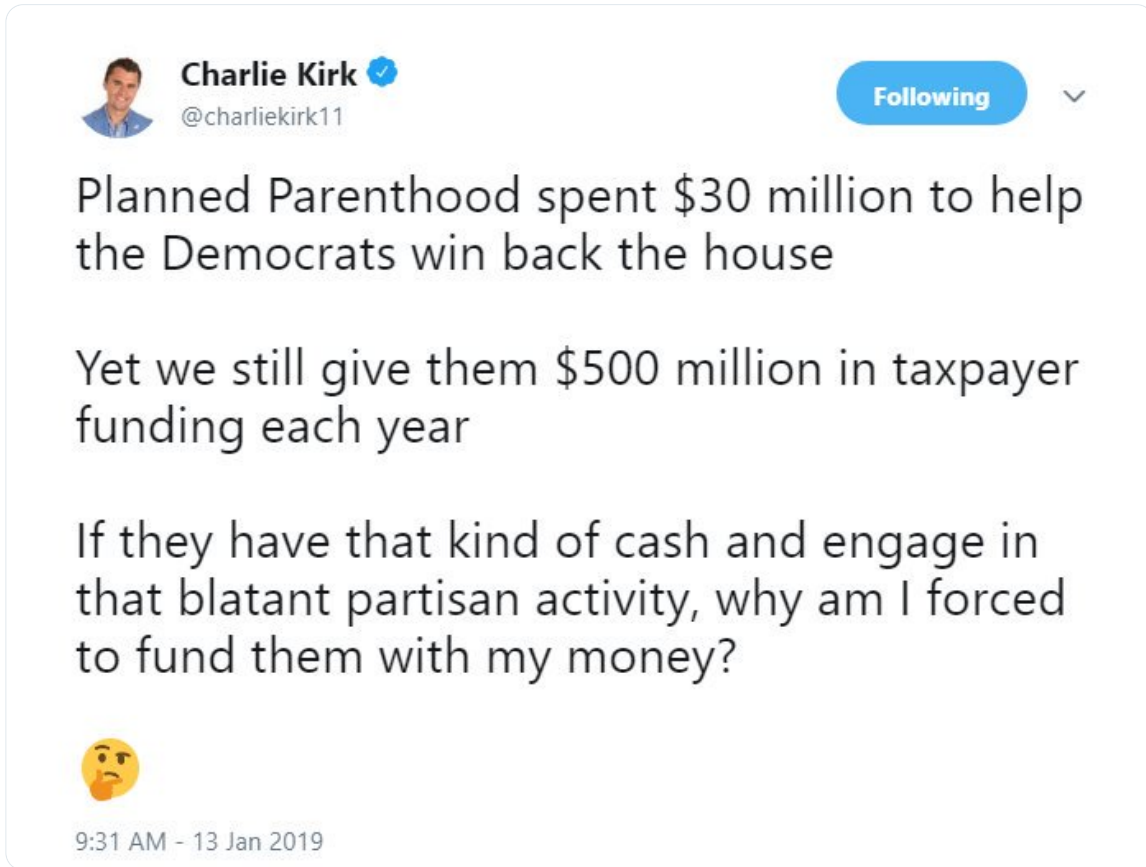 Charlie Kirk
@charliekirk11
Following
Planned Parenthood spent $30 million to help
the Democrats win back the house
Yet we still give them $500 million in taxpayer
funding each year
If they have that kind of cash and engage in
that blatant partisan activity, why am I forced
to fund them with my money?
9:31 AM - 13 Jan 2019